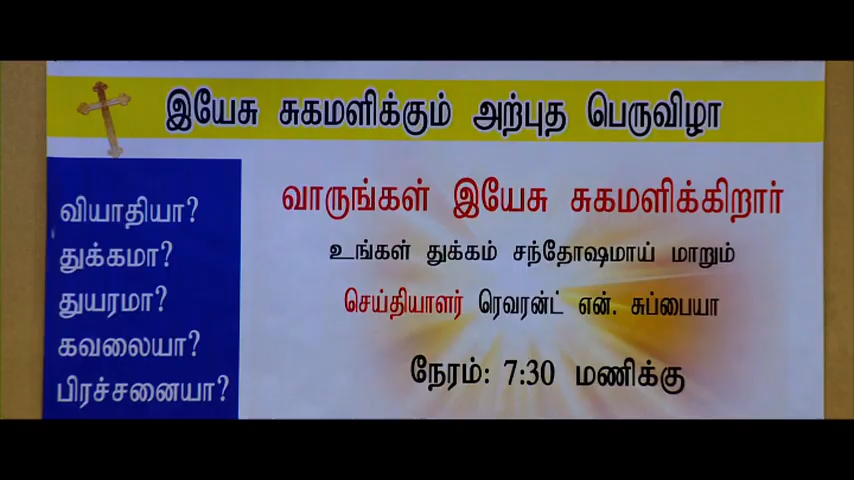 இயேசு சுகமளிக்கும் அற்புத பெருவிழா
வியாதியா?
துக்கமா?
துயரமா?
கவலையா?
பிரச்சனையா?
வாருங்கள் இயேசு சுகமளிக்கிறார்
உங்கள் துக்கம் சந்தோஷமாய் மாறும்
செய்தியாளர் ரெவரன்ட் என். சுப்பையா
நேரம்: 7:30 மணிக்கு